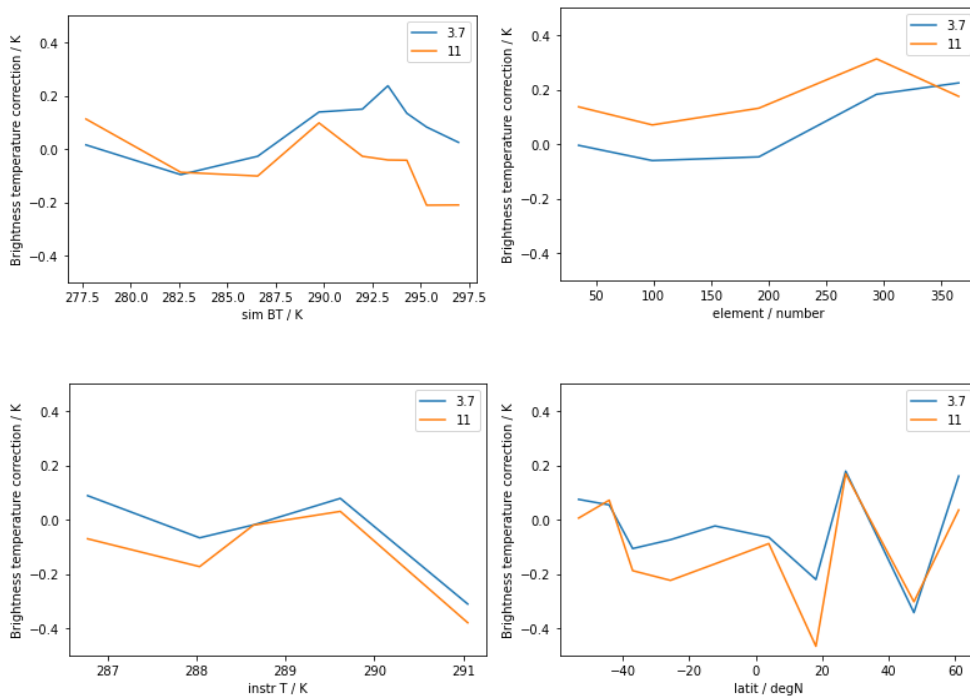 Brightness temperature correction / K
0.4
0.2
0.0
−0.2
−0.4
3.7
11
277.5 280.0 282.5 285.0 287.5 290.0 292.5 295.0 297.5
sim BT / K
Brightness temperature correction / K
0.4
0.2
0.0
−0.2
−0.4
3.7
11
50 100 150 200 250 300 350
element / number
Brightness temperature correction / K
0.4
0.2
0.0
−0.2
−0.4
3.7
11
287 288 289 290 291
instr T / K
Brightness temperature correction / K
0.4
0.2
0.0
−0.2
−0.4
3.7
11
−40 −20 0 20 40 60
latit / degN